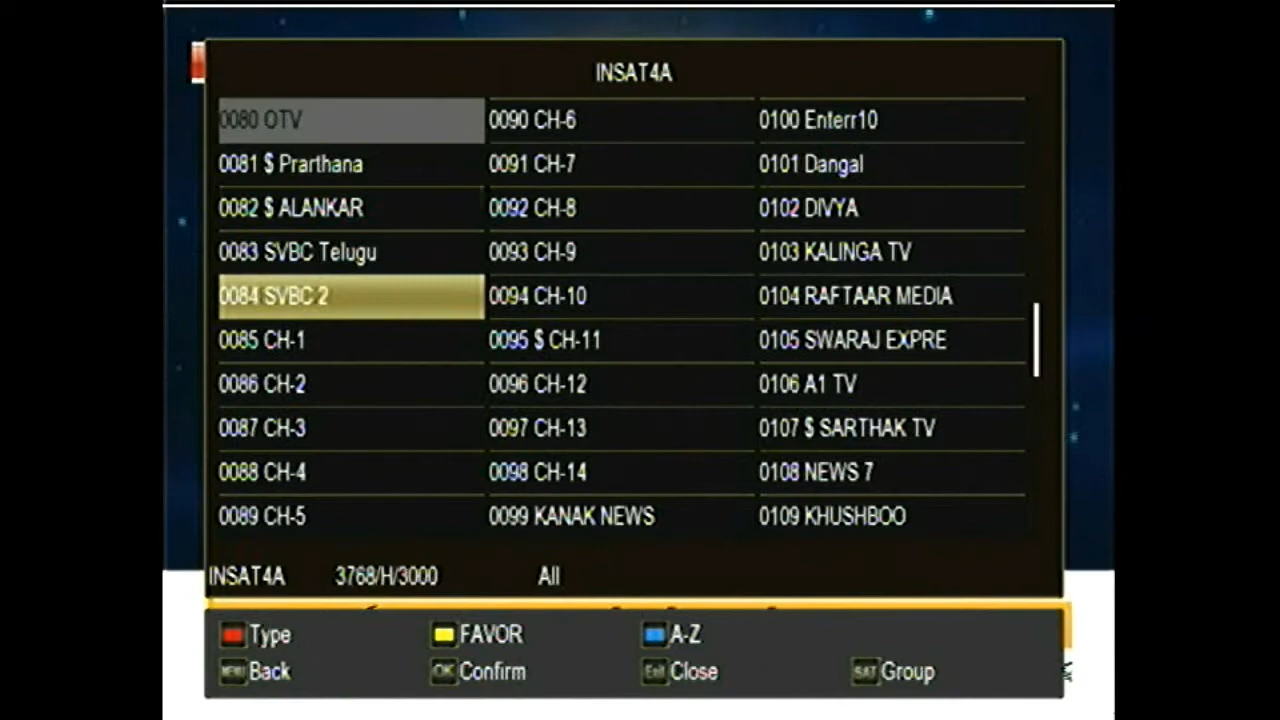 INSAT4A
0080 OTV
0081 $ Prarthana
0082 $ ALANKAR
0083 SVBC Telugu
0084 SVBC 2
0085 CH-1
0086 CH-2
0087 CH-3
0088 CH-4
0089 CH-5
0090 CH-6
0091 CH-7
0092 CH-8
0093 CH-9
0094 CH-10
0095 $ CH-11
0096 CH-12
0097 CH-13
0098 CH-14
0099 KANAK NEWS
0100 Enterr10
0101 Dangal
0102 DIVYA
0103 KALINGA TV
0104 RAFTAAR MEDIA
0105 SWARAJ EXPRE
0106 A1 TV
0107 $ SARTHAK TV
0108 NEWS 7
0109 KHUSHBOO
INSAT4A 3768/H/3000 All
Type FAVOR A-Z
MENU Back OK Confirm Exit Close SAT Group